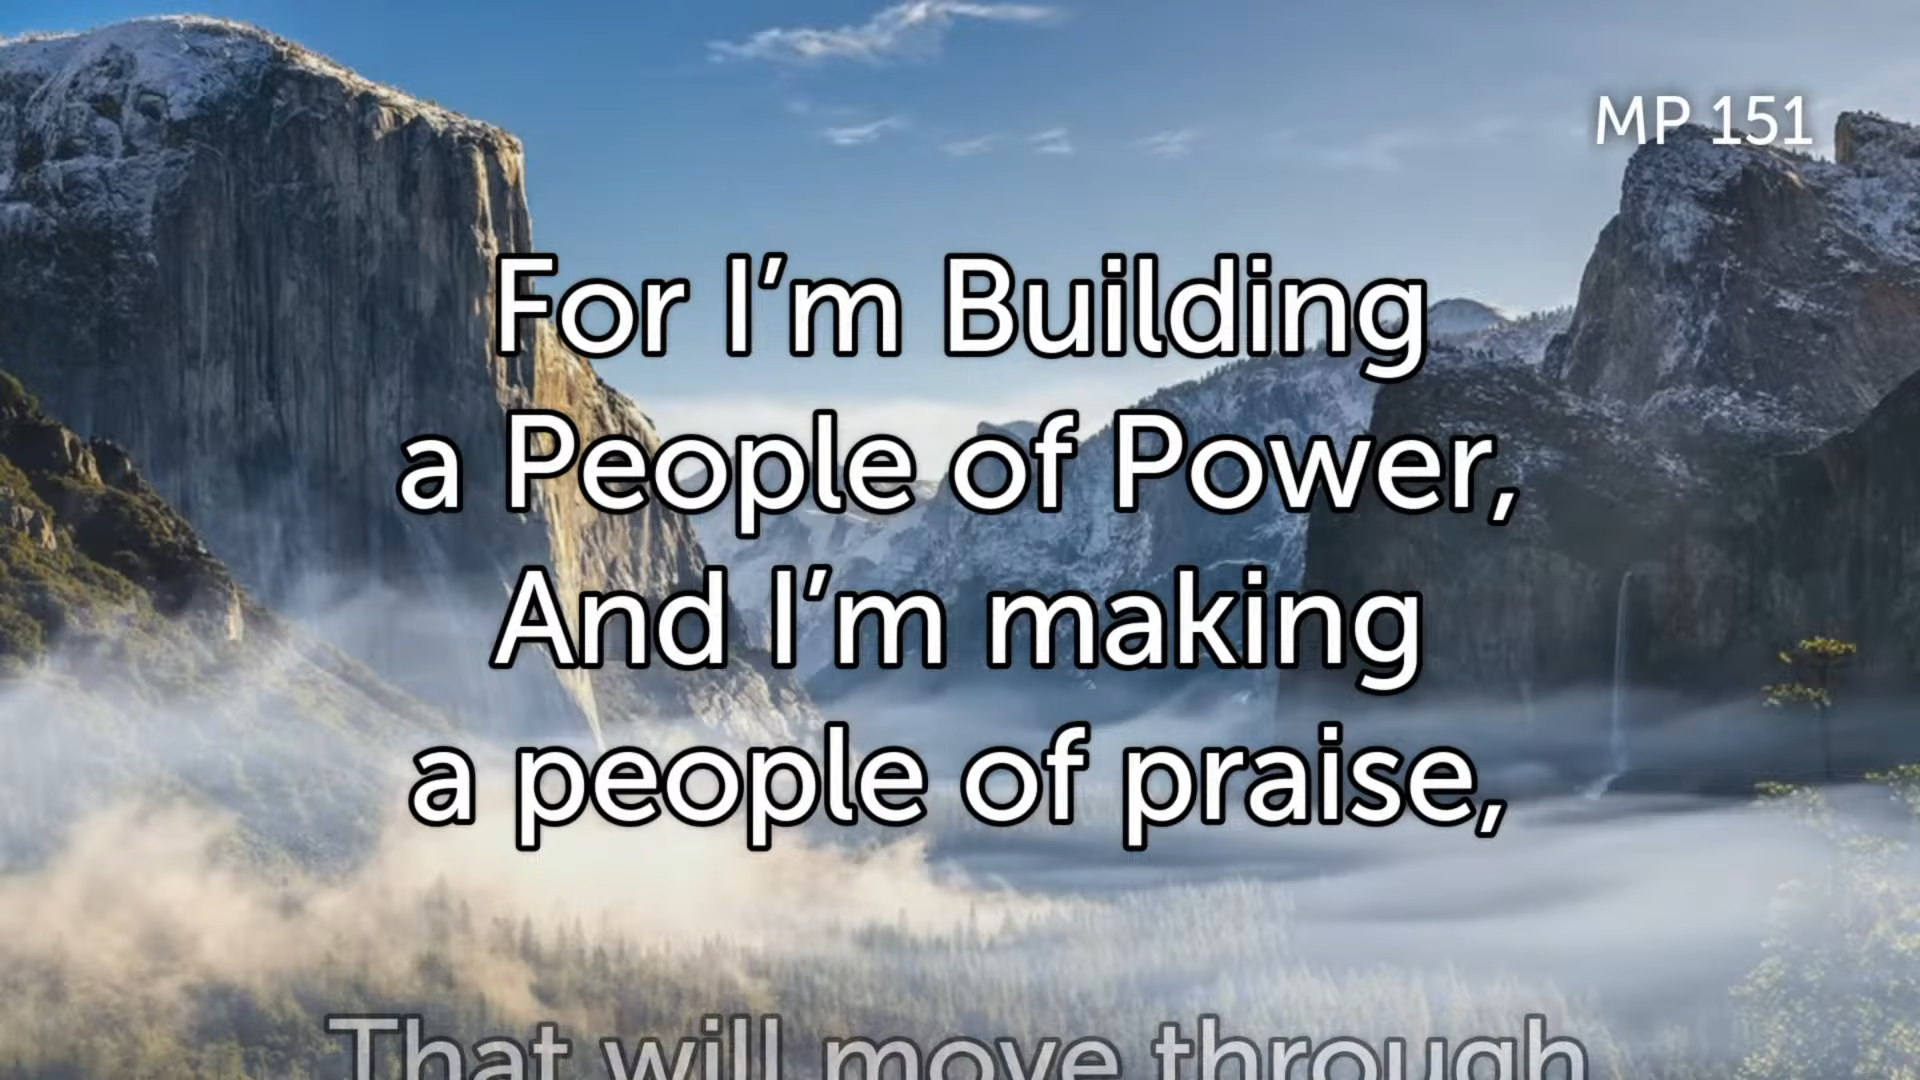 MP 151
For I’m Building
a People of Power,
And I’m making
a people of praise,
That will move through